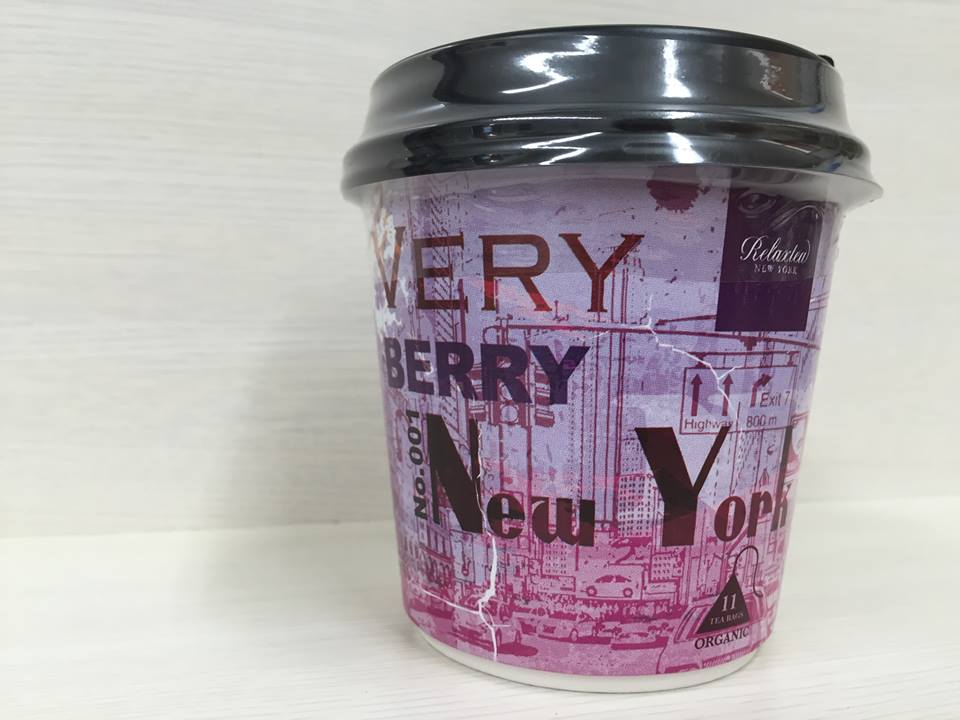 VERY
BERRY
No.001
New York
Relaxtea
NEW YORK
Exit 7
Highway 800 m
11
TEA BAGS
ORGANIC